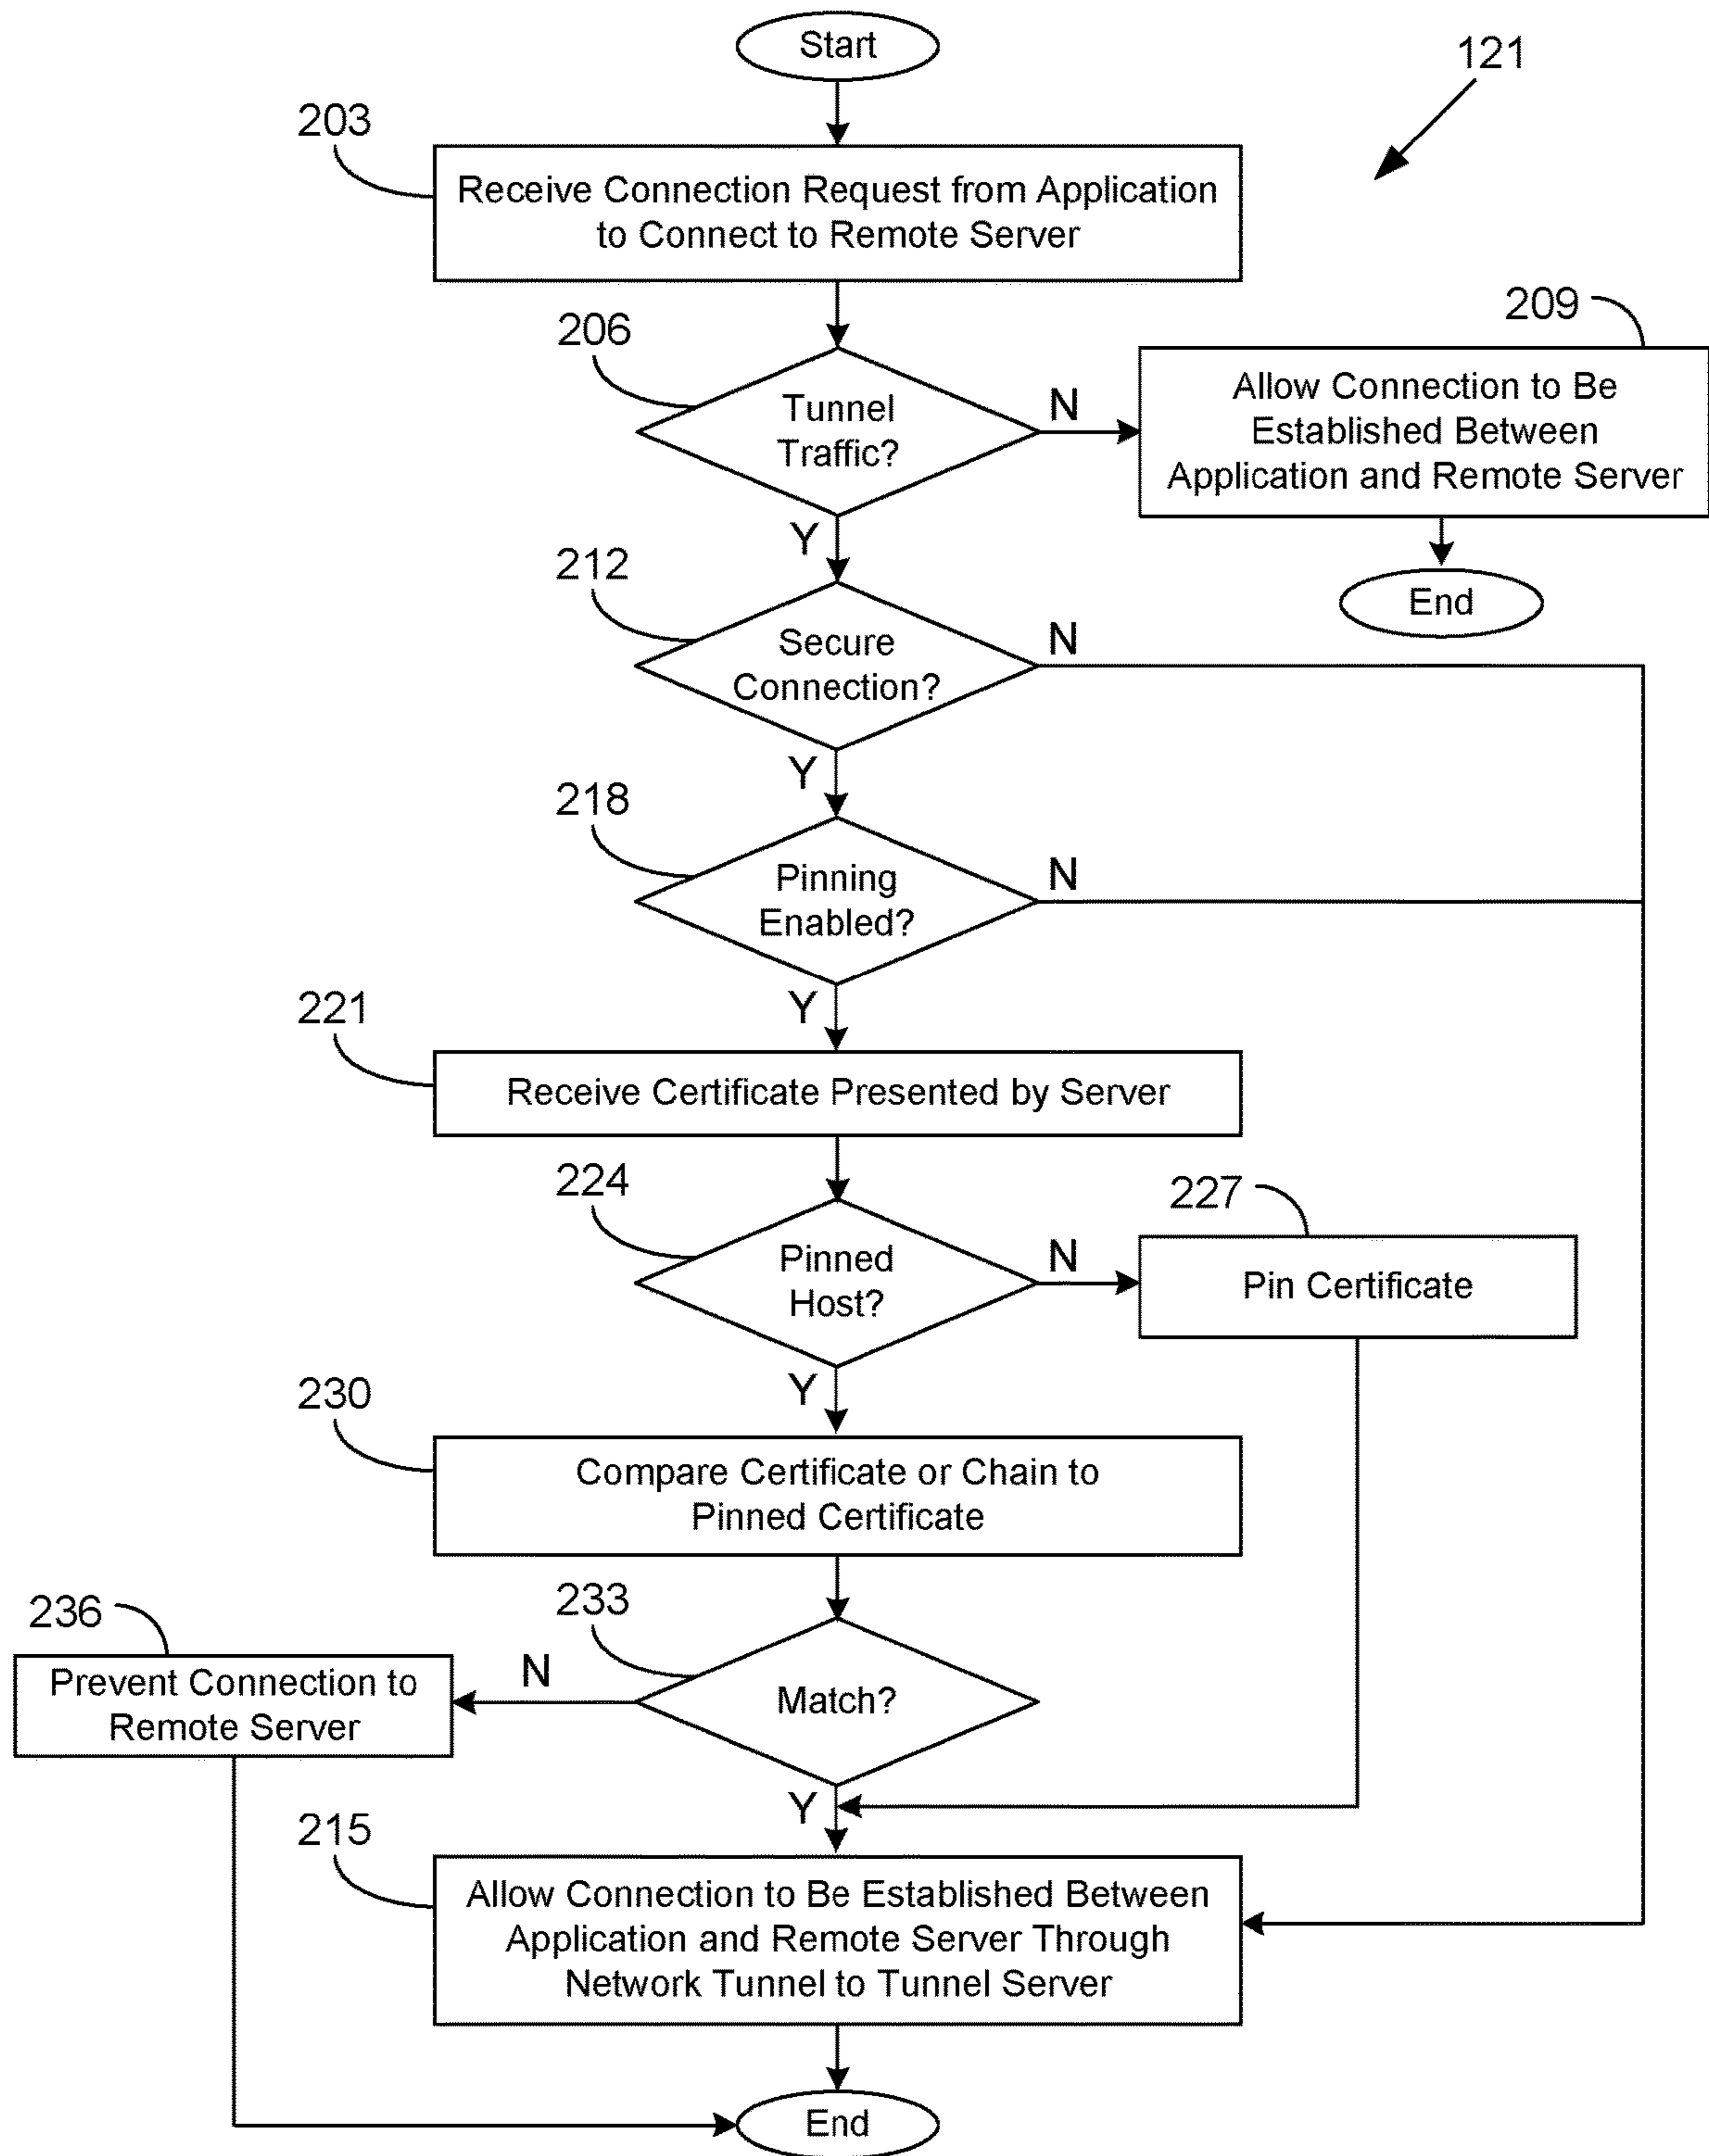 Start
121
203
Receive Connection Request from Application
to Connect to Remote Server
206
Tunnel
Traffic?
N
209
Allow Connection to Be
Established Between
Application and Remote Server
Y
End
212
Secure
Connection?
N
Y
218
Pinning
Enabled?
N
Y
221
Receive Certificate Presented by Server
224
Pinned
Host?
N
227
Pin Certificate
Y
230
Compare Certificate or Chain to
Pinned Certificate
233
Match?
N
236
Prevent Connection to
Remote Server
Y
215
Allow Connection to Be Established Between
Application and Remote Server Through
Network Tunnel to Tunnel Server
End